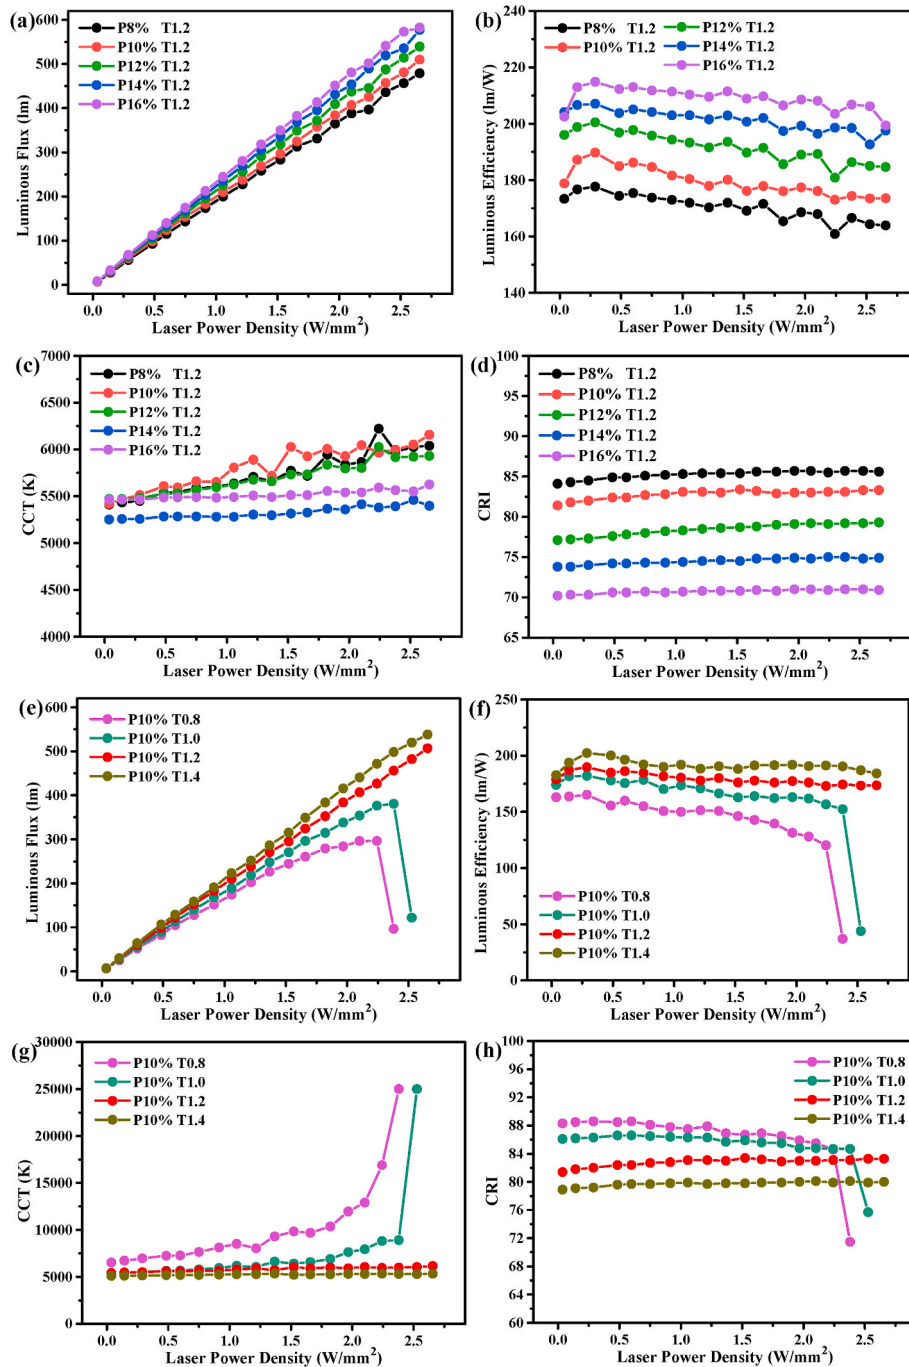 (a)
P8% T1.2
P10% T1.2
P12% T1.2
P14% T1.2
P16% T1.2
Luminous Flux (lm)
600
500
400
300
200
100
0
0.0 0.5 1.0 1.5 2.0 2.5
Laser Power Density (W/mm²)
(b)
P8% T1.2
P10% T1.2
P12% T1.2
P14% T1.2
P16% T1.2
Luminous Efficiency (lm/W)
240
220
200
180
160
140
0.0 0.5 1.0 1.5 2.0 2.5
Laser Power Density (W/mm²)
(c)
P8% T1.2
P10% T1.2
P12% T1.2
P14% T1.2
P16% T1.2
CCT (K)
7000
6500
6000
5500
5000
4500
4000
0.0 0.5 1.0 1.5 2.0 2.5
Laser Power Density (W/mm²)
(d)
P8% T1.2
P10% T1.2
P12% T1.2
P14% T1.2
P16% T1.2
CRI
100
95
90
85
80
75
70
65
0.0 0.5 1.0 1.5 2.0 2.5
Laser Power Density (W/mm²)
(e)
P10% T0.8
P10% T1.0
P10% T1.2
P10% T1.4
Luminous Flux (lm)
600
500
400
300
200
100
0
0.0 0.5 1.0 1.5 2.0 2.5
Laser Power Density (W/mm²)
(f)
P10% T0.8
P10% T1.0
P10% T1.2
P10% T1.4
Luminous Efficiency (lm/W)
250
200
150
100
50
0
0.0 0.5 1.0 1.5 2.0 2.5
Laser Power Density (W/mm²)
(g)
P10% T0.8
P10% T1.0
P10% T1.2
P10% T1.4
CCT (K)
30000
25000
20000
15000
10000
5000
0
0.0 0.5 1.0 1.5 2.0 2.5
Laser Power Density (W/mm²)
(h)
P10% T0.8
P10% T1.0
P10% T1.2
P10% T1.4
CRI
100
96
92
88
84
80
76
72
68
64
60
0.0 0.5 1.0 1.5 2.0 2.5
Laser Power Density (W/mm²)